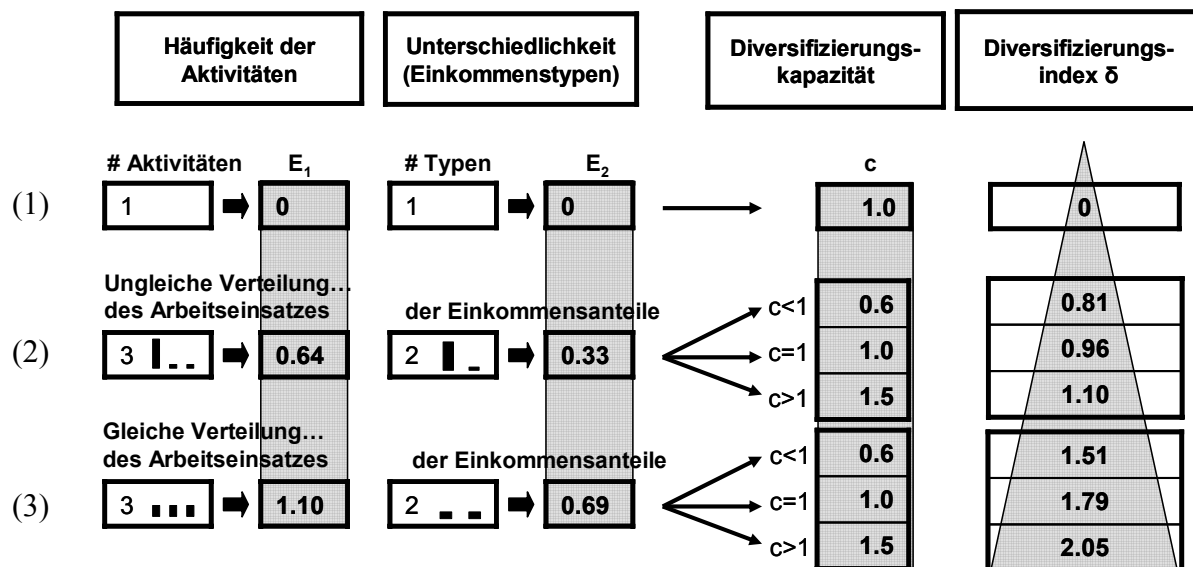 Häufigkeit der
Aktivitäten
Unterschiedlichkeit
(Einkommenstypen)
Diversifizierungs-
kapazität
Diversifizierungs-
index δ
# Aktivitäten E₁ # Typen E₂ c
(1) 1 0 1 0 1.0 0
Ungleiche Verteilung...
des Arbeitseinsatzes der Einkommensanteile
c<1 0.6 0.81
(2) 3 0.64 2 0.33 c=1 1.0 0.96
c>1 1.5 1.10
Gleiche Verteilung...
des Arbeitseinsatzes der Einkommensanteile
c<1 0.6 1.51
(3) 3 1.10 2 0.69 c=1 1.0 1.79
c>1 1.5 2.05